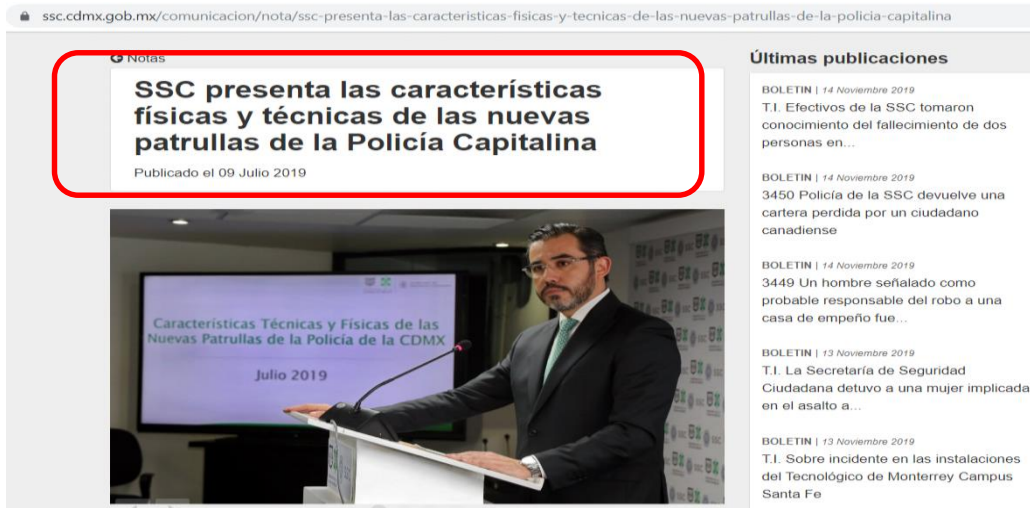 ssc.cdmx.gob.mx/comunicacion/nota/ssc-presenta-las-caracteristicas-fisicas-y-tecnicas-de-las-nuevas-patrullas-de-la-policia-capitalina
Notas
SSC presenta las características
físicas y técnicas de las nuevas
patrullas de la Policía Capitalina
Publicado el 09 Julio 2019
Características Técnicas y Físicas de las
Nuevas Patrullas de la Policía de la CDMX
Julio 2019
Últimas publicaciones
BOLETIN | 14 Noviembre 2019
T.I. Efectivos de la SSC tomaron
conocimiento del fallecimiento de dos
personas en...
BOLETIN | 14 Noviembre 2019
3450 Policía de la SSC devuelve una
cartera perdida por un ciudadano
canadiense
BOLETIN | 14 Noviembre 2019
3449 Un hombre señalado como
probable responsable del robo a una
casa de empeño fue...
BOLETIN | 13 Noviembre 2019
T.I. La Secretaría de Seguridad
Ciudadana detuvo a una mujer implicada
en el asalto a...
BOLETIN | 13 Noviembre 2019
T.I. Sobre incidente en las instalaciones
del Tecnológico de Monterrey Campus
Santa Fe